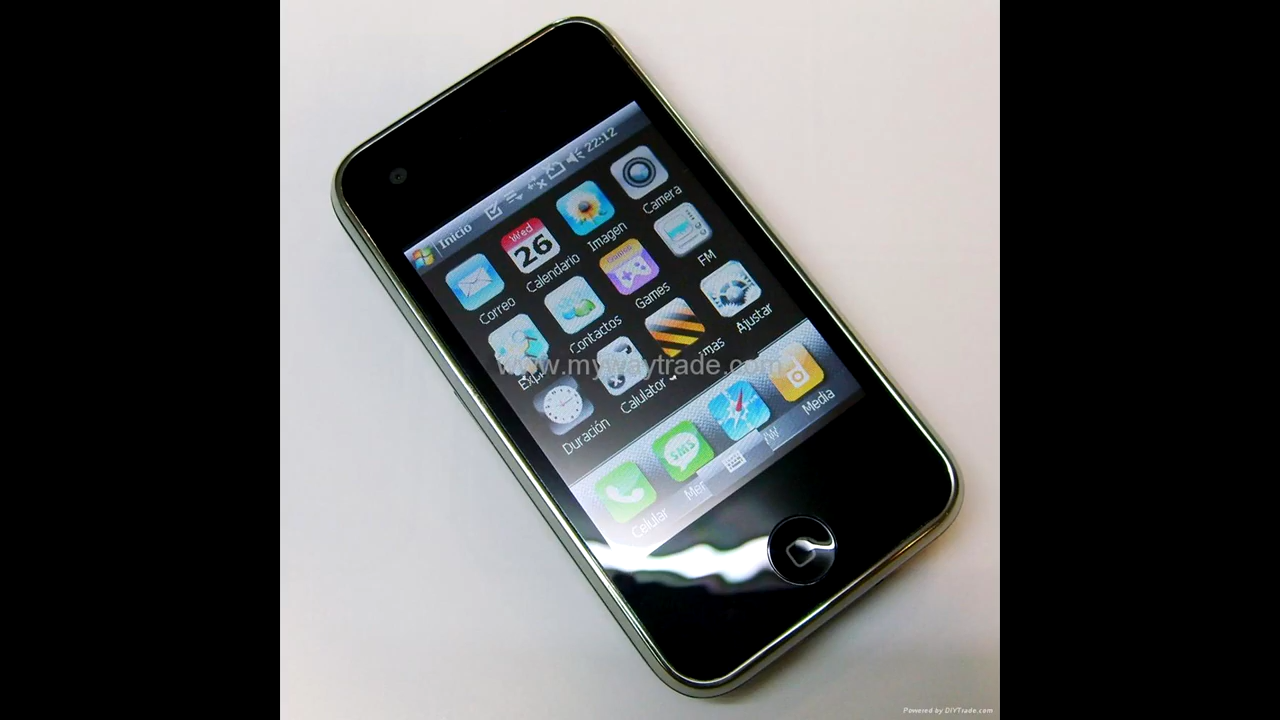 Inicio
22:12
Wed
26
Correo
Calendario
Imagen
Camera
Contactos
Games
FM
Duración
Calulator
Ajustar
SMS
Celular
Media
www.mywaytrade.com
Powered by DIYTrade.com